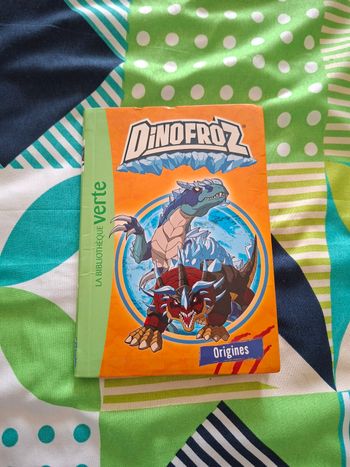 DINOFROZ
LA BIBLIOTHÈQUE verte
Origines